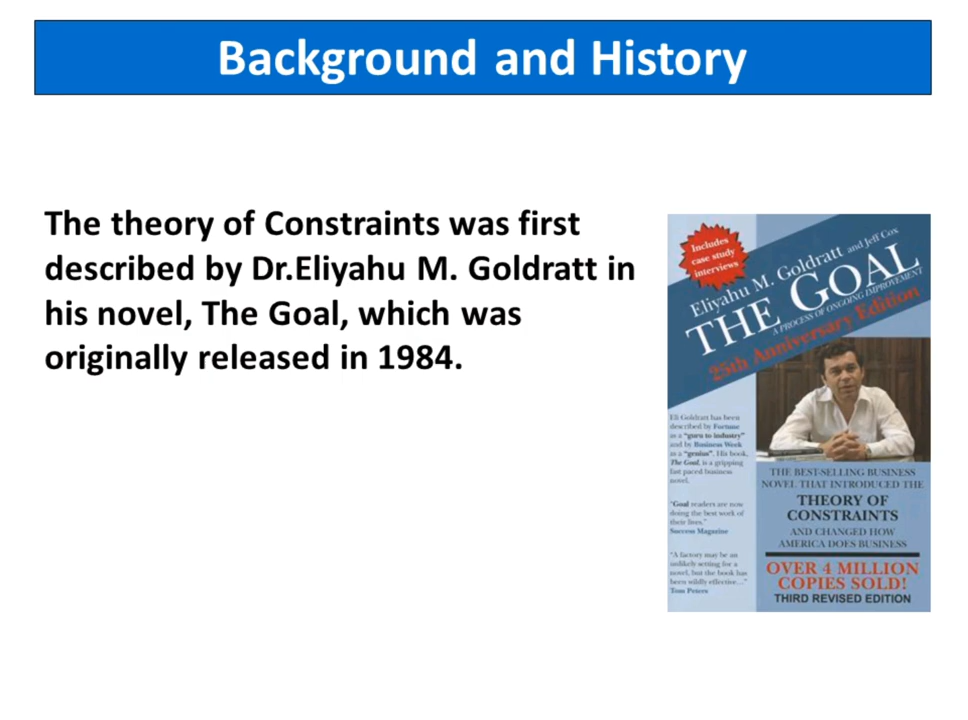 Background and History
The theory of Constraints was first
described by Dr.Eliyahu M. Goldratt in
his novel, The Goal, which was
originally released in 1984.
Includes
case study
interviews
Eliyahu M. Goldratt and Jeff Cox
THE GOAL
A PROCESS OF ONGOING IMPROVEMENT
25th Anniversary Edition
Eli Goldratt has been
described by Fortune
as a "guru to industry"
and by Business Week
as a "genius". His book,
The Goal, is a gripping
fast paced business
novel.
"Goal readers are now
doing the best work of
their lives."
Success Magazine
"A factory may be an
unlikely setting for a
novel, but the book has
been wildly effective..."
Tom Peters
THE BEST-SELLING BUSINESS
NOVEL THAT INTRODUCED THE
THEORY OF
CONSTRAINTS
AND CHANGED HOW
AMERICA DOES BUSINESS
OVER 4 MILLION
COPIES SOLD!
THIRD REVISED EDITION